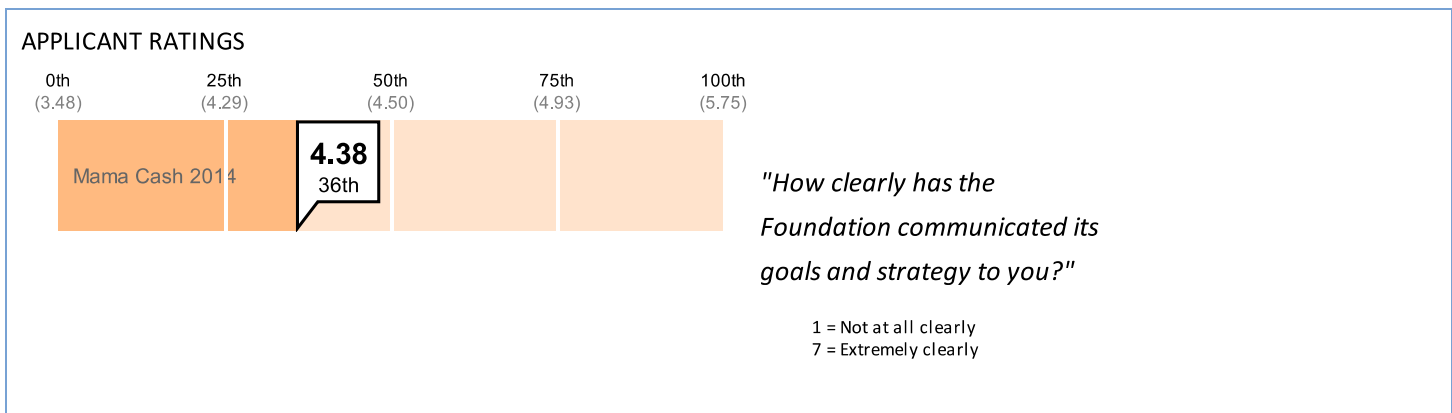 APPLICANT RATINGS
0th 25th 50th 75th 100th
(3.48) (4.29) (4.50) (4.93) (5.75)
Mama Cash 2014
4.38
36th
"How clearly has the
Foundation communicated its
goals and strategy to you?"
1 = Not at all clearly
7 = Extremely clearly